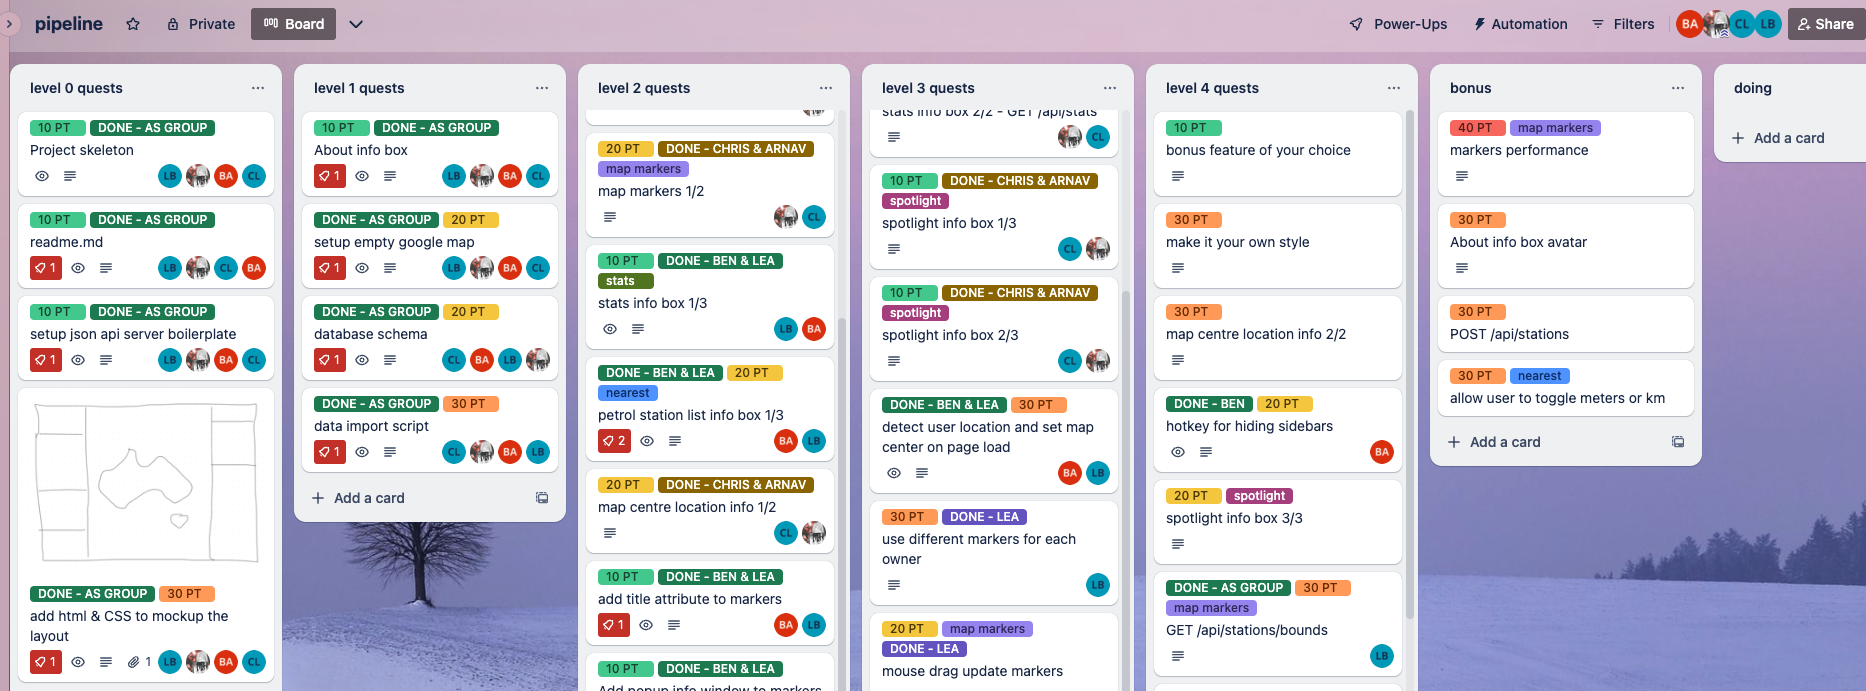 pipeline
Private
Board
Power-Ups
Automation
Filters
BA
CL
LB
Share
level 0 quests
10 PT DONE - AS GROUP
Project skeleton
LB BA CL
10 PT DONE - AS GROUP
readme.md
1 LB CL BA
10 PT DONE - AS GROUP
setup json api server boilerplate
1 LB BA CL
DONE - AS GROUP 30 PT
add html & CSS to mockup the
layout
1 1 LB BA CL
level 1 quests
10 PT DONE - AS GROUP
About info box
1 LB BA CL
DONE - AS GROUP 20 PT
setup empty google map
1 LB BA CL
DONE - AS GROUP 20 PT
database schema
1 CL BA LB
DONE - AS GROUP 30 PT
data import script
1 CL BA LB
+ Add a card
level 2 quests
20 PT DONE - CHRIS & ARNAV
map markers
map markers 1/2
CL
10 PT DONE - BEN & LEA
stats
stats info box 1/3
LB BA
DONE - BEN & LEA 20 PT
nearest
petrol station list info box 1/3
2 BA LB
20 PT DONE - CHRIS & ARNAV
map centre location info 1/2
CL
10 PT DONE - BEN & LEA
add title attribute to markers
1 BA LB
10 PT DONE - BEN & LEA
Add popup info window to markers
level 3 quests
stats info box 2/2 - GET /api/stats
CL
10 PT DONE - CHRIS & ARNAV
spotlight
spotlight info box 1/3
CL
10 PT DONE - CHRIS & ARNAV
spotlight
spotlight info box 2/3
CL
DONE - BEN & LEA 30 PT
detect user location and set map
center on page load
BA LB
30 PT DONE - LEA
use different markers for each
owner
LB
20 PT map markers
DONE - LEA
mouse drag update markers
level 4 quests
10 PT
bonus feature of your choice
30 PT
make it your own style
30 PT
map centre location info 2/2
DONE - BEN 20 PT
hotkey for hiding sidebars
BA
20 PT spotlight
spotlight info box 3/3
DONE - AS GROUP 30 PT
map markers
GET /api/stations/bounds
LB
bonus
40 PT map markers
markers performance
30 PT
About info box avatar
30 PT
POST /api/stations
30 PT nearest
allow user to toggle meters or km
+ Add a card
doing
+ Add a card